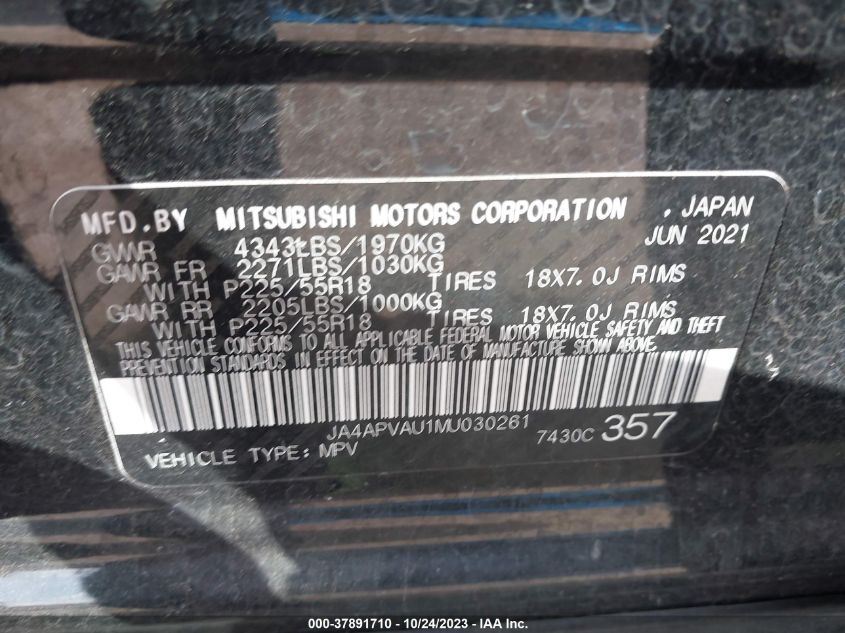 MFD.BY MITSUBISHI MOTORS CORPORATION , JAPAN
JUN 2021
GVWR 4343LBS/1970KG
GAWR FR 2271LBS/1030KG
WITH P225/55R18 TIRES 18X7.0J RIMS
GAWR RR 2205LBS/1000KG
WITH P225/55R18 TIRES 18X7.0J RIMS
THIS VEHICLE CONFORMS TO ALL APPLICABLE FEDERAL MOTOR VEHICLE SAFETY AND THEFT
PREVENTION STANDARDS IN EFFECT ON THE DATE OF MANUFACTURE SHOWN ABOVE.
JA4APVAU1MU030261
7430C 357
VEHICLE TYPE: MPV
000-37891710 - 10/24/2023 - IAA Inc.